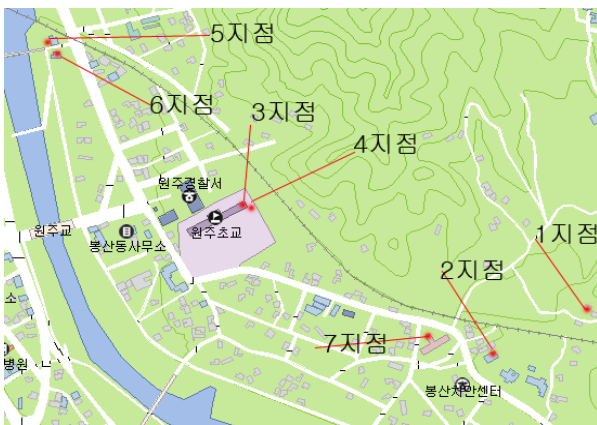 5지점
6지점
3지점
4지점
원주경찰서
원주초교
원주교
봉산동사무소
1지점
2지점
소
7지점
병원
봉산치안센터